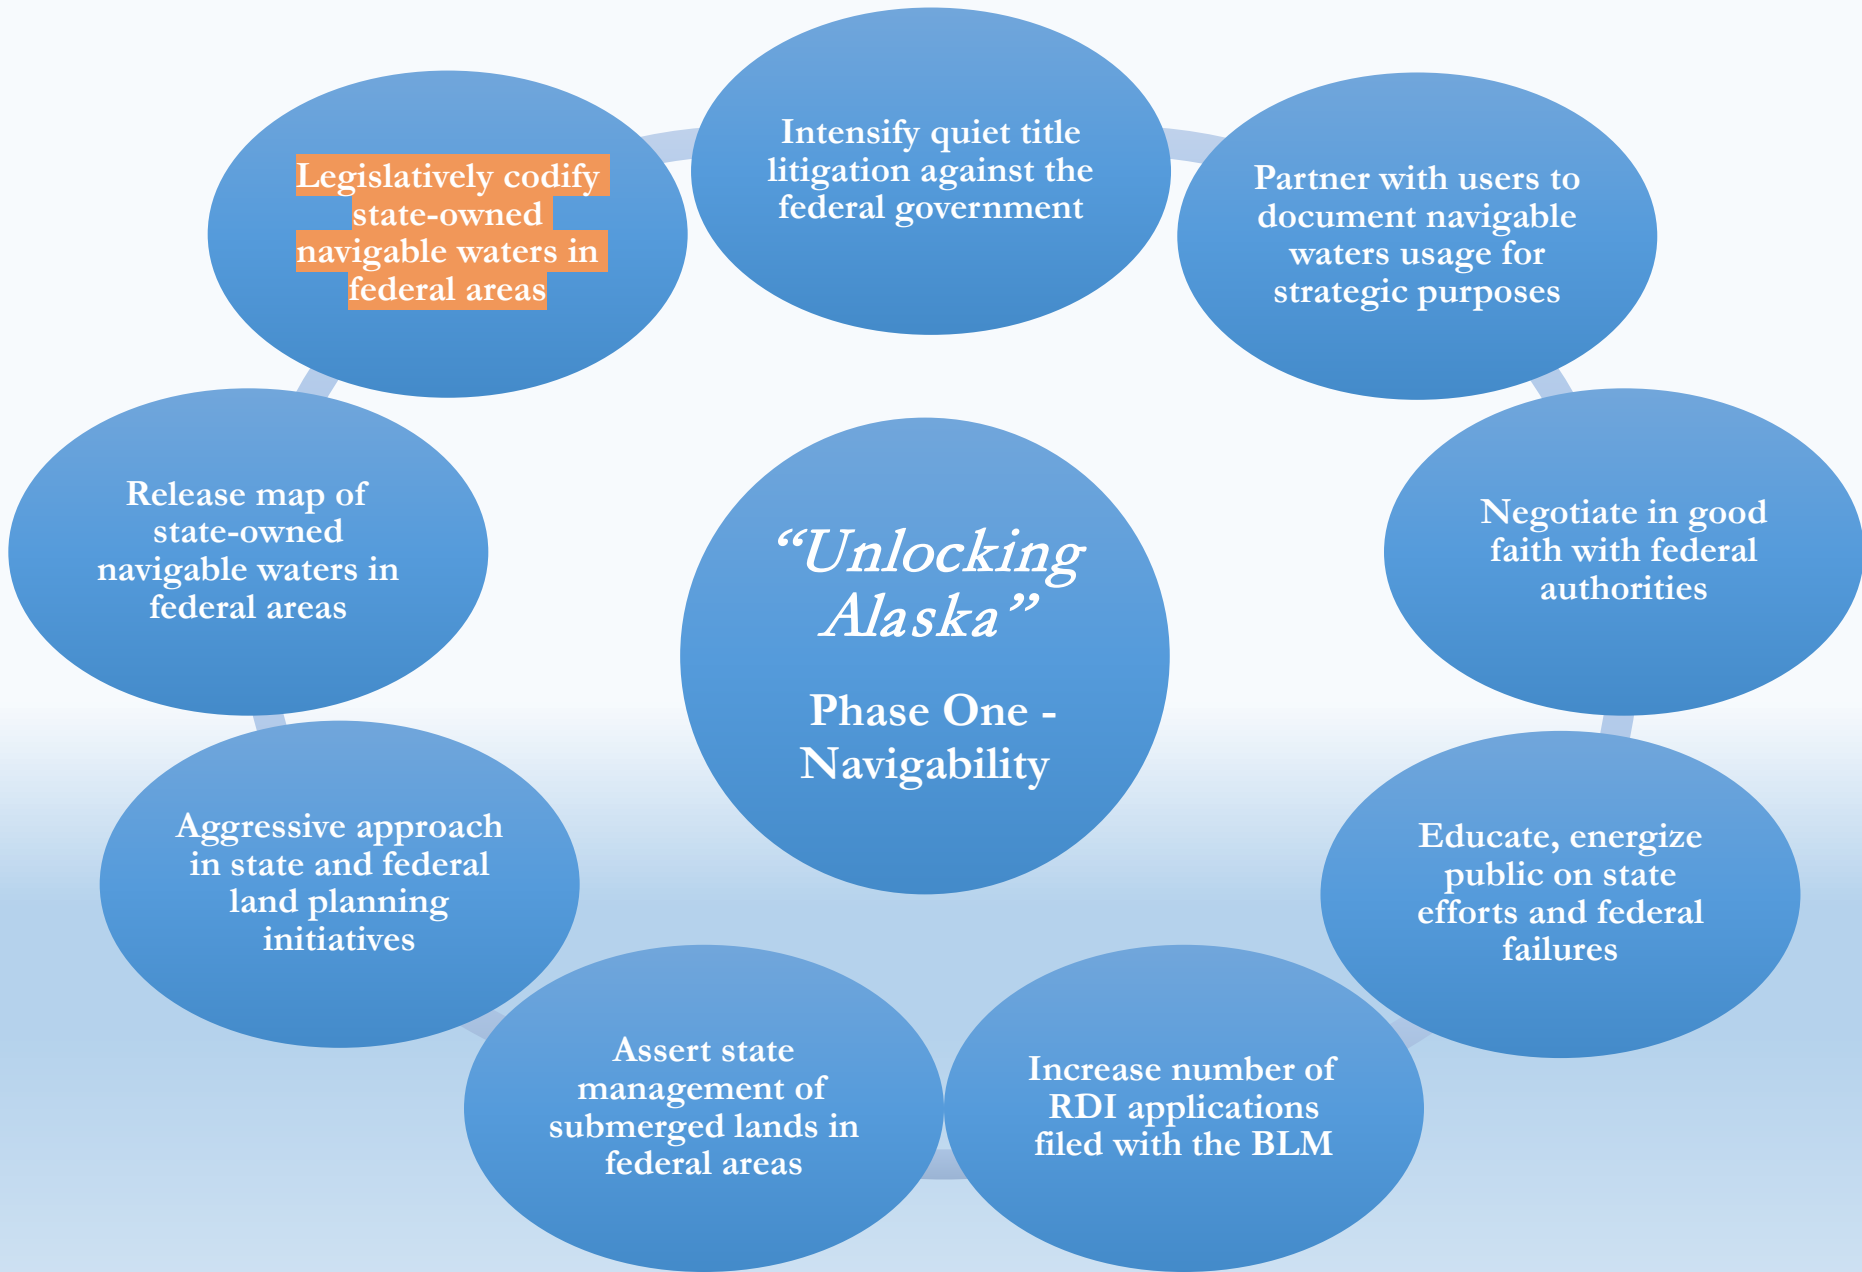 Intensify quiet title
litigation against the
federal government
Partner with users to
document navigable
waters usage for
strategic purposes
Negotiate in good
faith with federal
authorities
Educate, energize
public on state
efforts and federal
failures
Increase number of
RDI applications
filed with the BLM
Assert state
management of
submerged lands in
federal areas
Aggressive approach
in state and federal
land planning
initiatives
Release map of
state-owned
navigable waters in
federal areas
Legislatively codify
state-owned
navigable waters in
federal areas
“Unlocking
Alaska”
Phase One -
Navigability